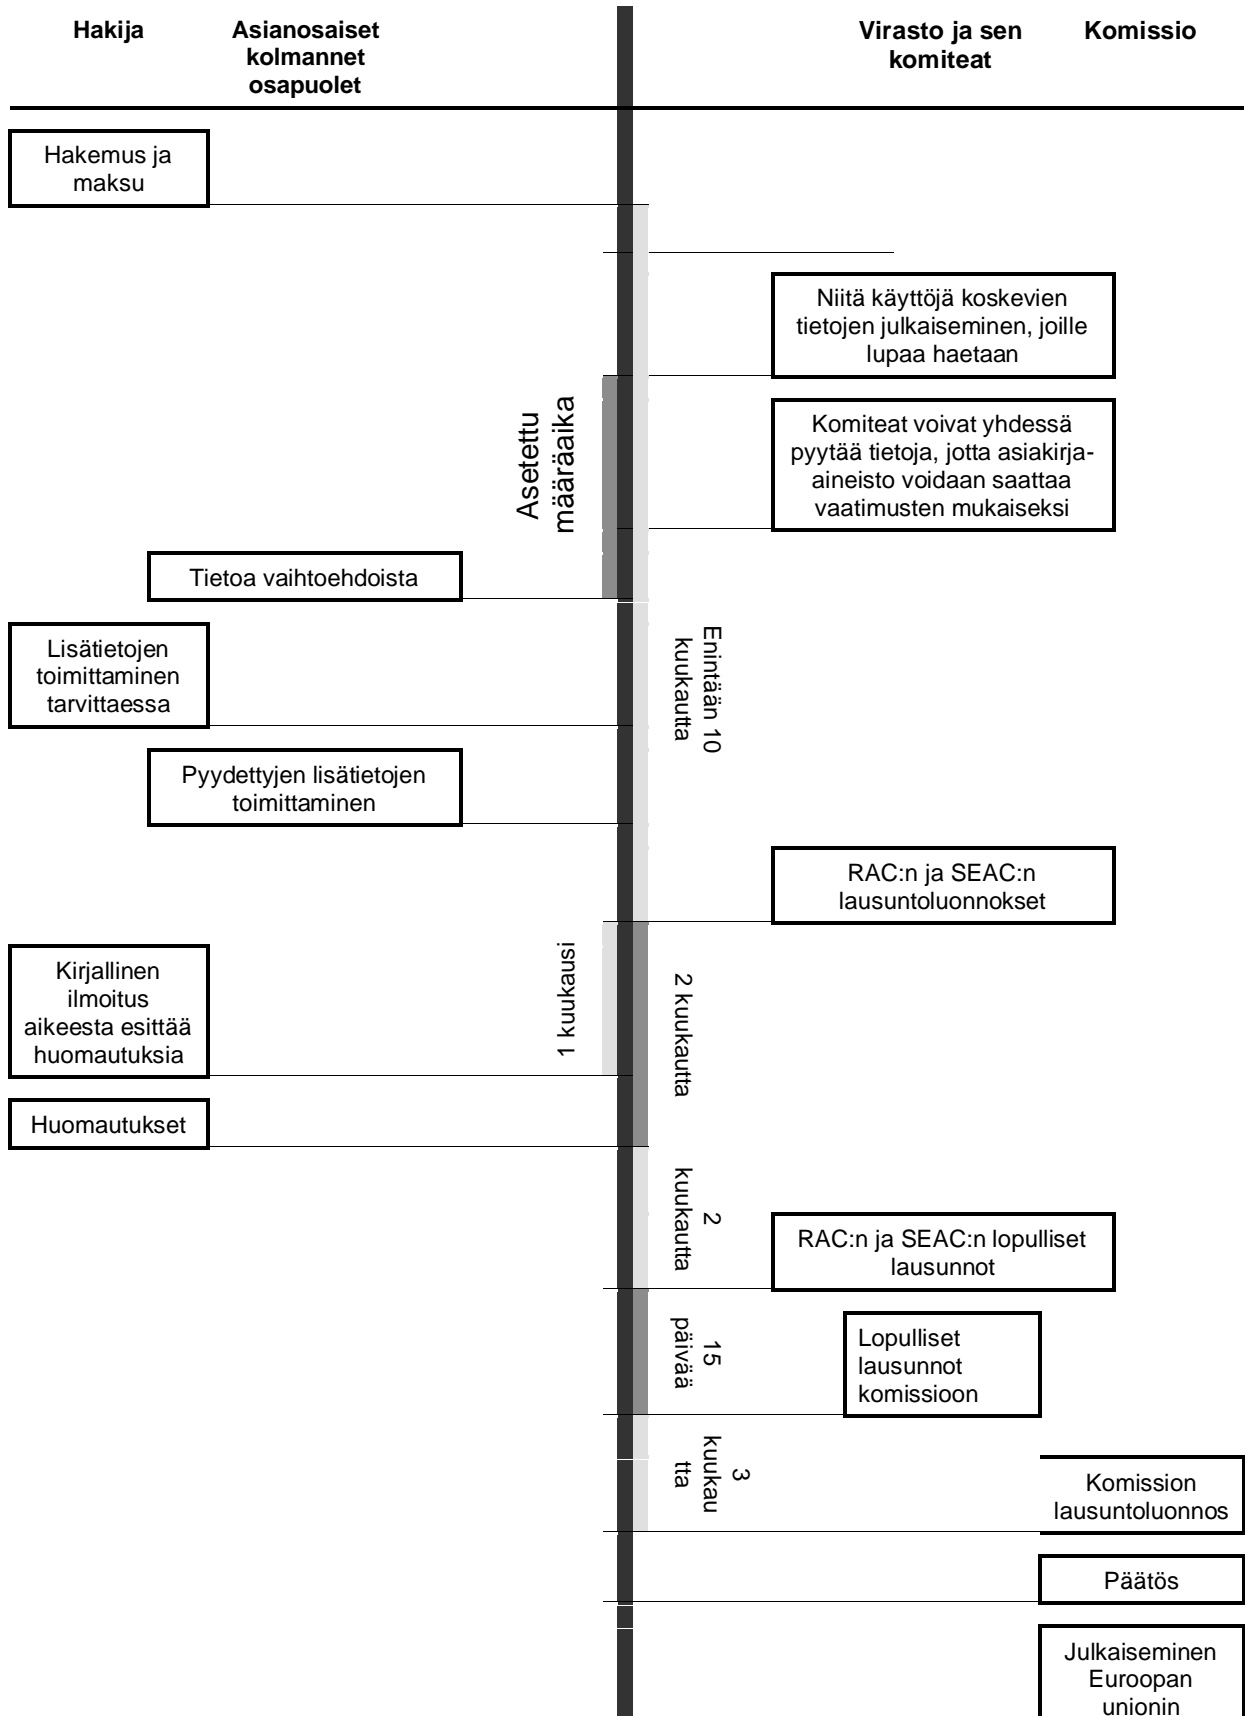 Hakija
Asianosaiset
kolmannet
osapuolet
Virasto ja sen
komiteat
Komissio
Hakemus ja
maksu
Niitä käyttöjä koskevien
tietojen julkaiseminen, joille
lupaa haetaan
Asetettu
määräaika
Komiteat voivat yhdessä
pyytää tietoja, jotta asiakirja-
aineisto voidaan saattaa
vaatimusten mukaiseksi
Tietoa vaihtoehdoista
Lisätietojen
toimittaminen
tarvittaessa
Enintään 10
kuukautta
Pyydettyjen lisätietojen
toimittaminen
RAC:n ja SEAC:n
lausuntoluonnokset
Kirjallinen
ilmoitus
aikeesta esittää
huomautuksia
1 kuukausi
2 kuukautta
Huomautukset
2
kuukautta
RAC:n ja SEAC:n lopulliset
lausunnot
15
päivää
Lopulliset
lausunnot
komissioon
3
kuukau
tta
Komission
lausuntoluonnos
Päätös
Julkaiseminen
Euroopan
unionin